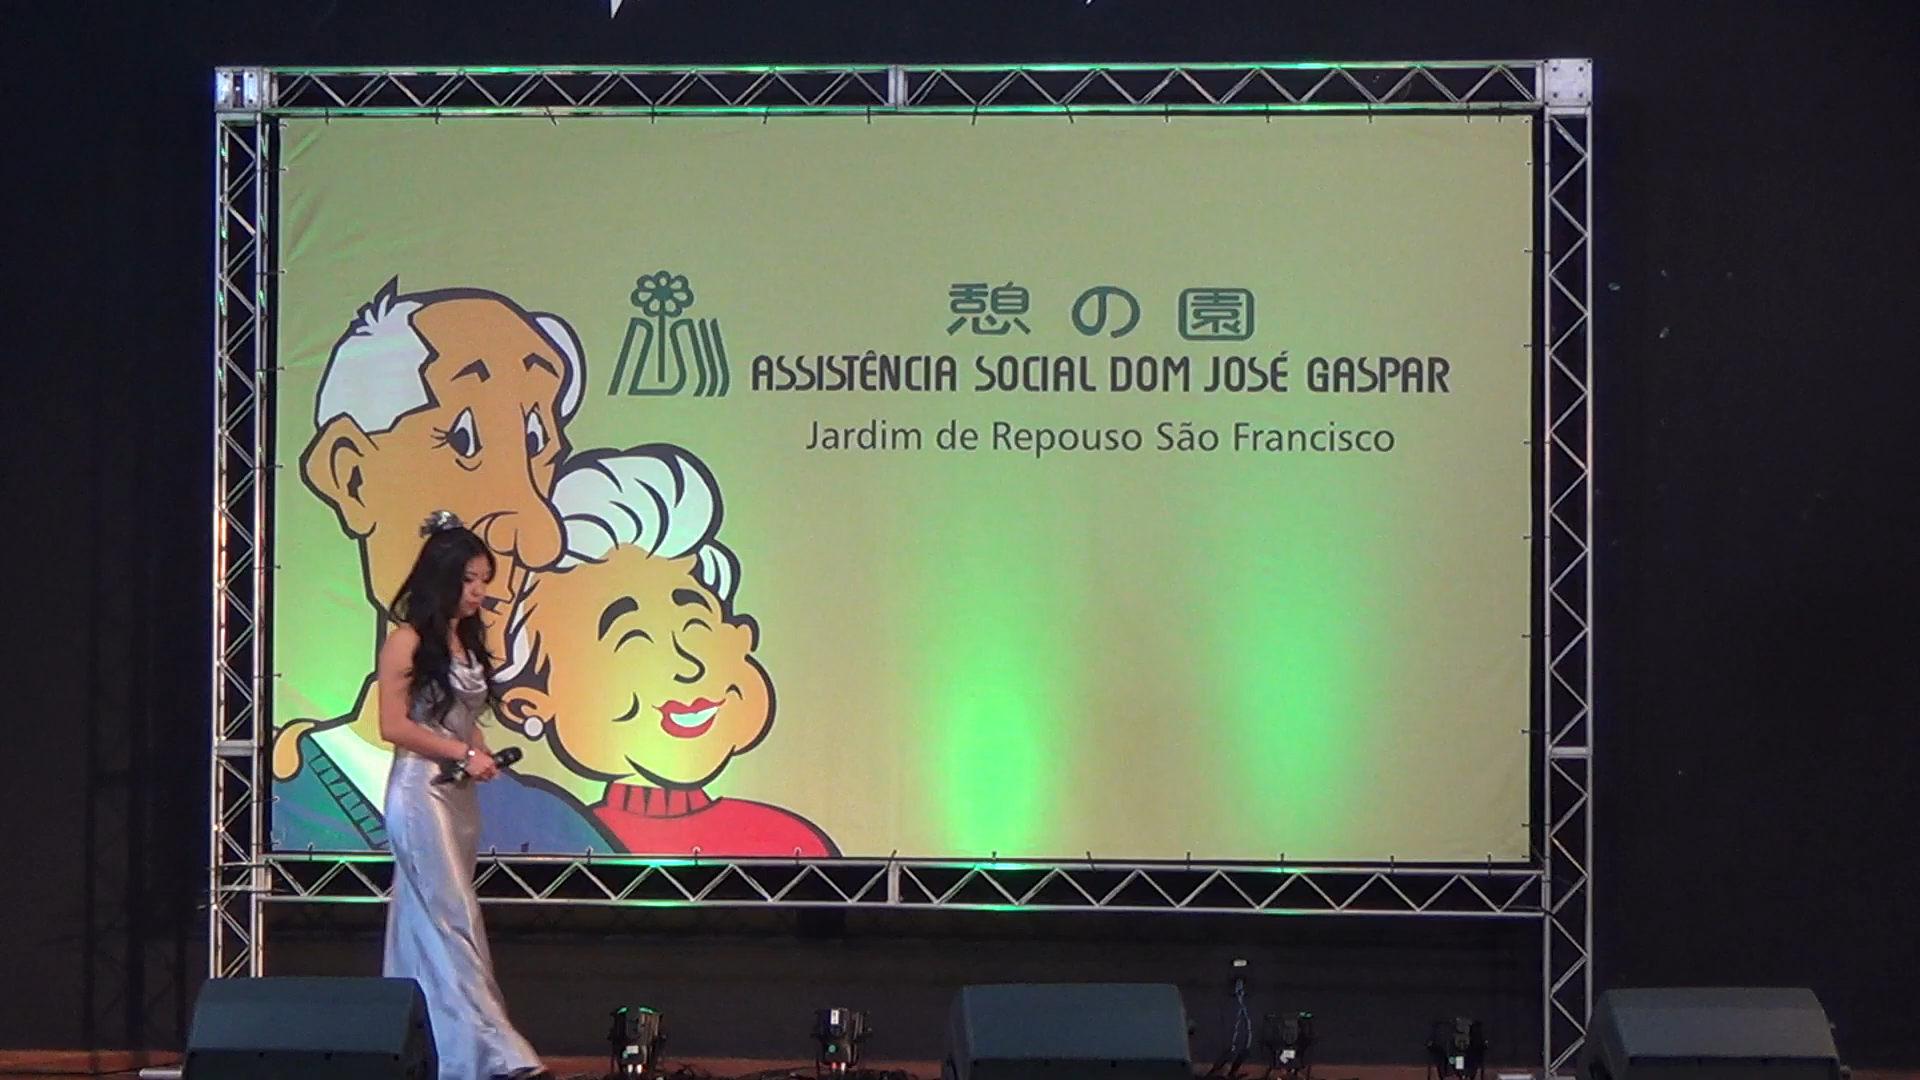 憩の園
ASSISTÊNCIA SOCIAL DOM JOSÉ GASPAR
Jardim de Repouso São Francisco